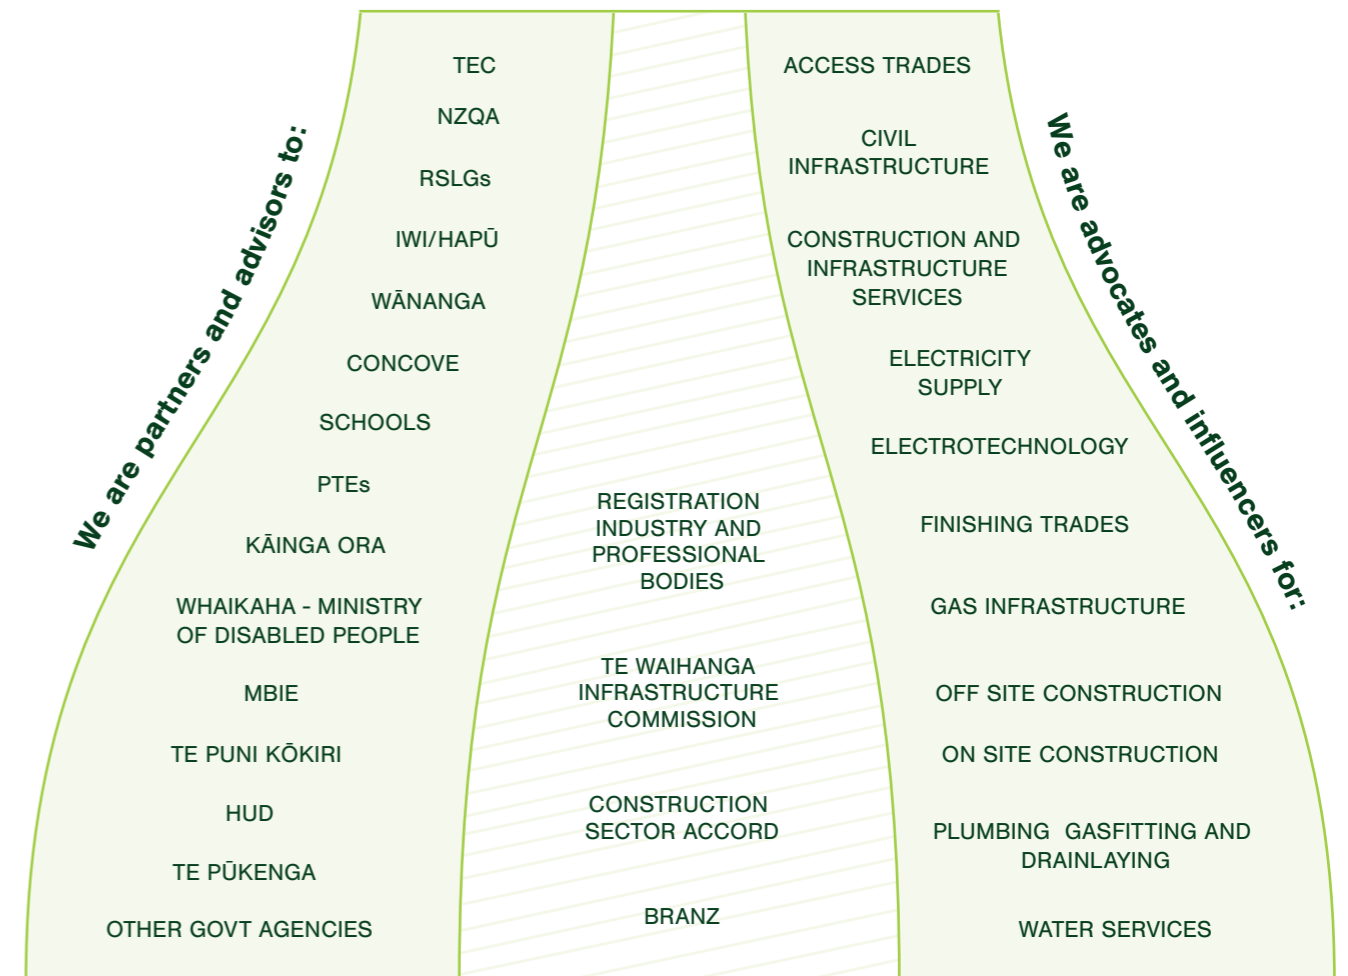 We are partners and advisors to:
TEC
NZQA
RSLGs
IWI/HAPŪ
WĀNANGA
CONCOVE
SCHOOLS
PTEs
KĀINGA ORA
WHAIKAHA - MINISTRY
OF DISABLED PEOPLE
MBIE
TE PUNI KŌKIRI
HUD
TE PŪKENGA
OTHER GOVT AGENCIES
REGISTRATION
INDUSTRY AND
PROFESSIONAL
BODIES
TE WAIHANGA
INFRASTRUCTURE
COMMISSION
CONSTRUCTION
SECTOR ACCORD
BRANZ
We are advocates and influencers for:
ACCESS TRADES
CIVIL
INFRASTRUCTURE
CONSTRUCTION AND
INFRASTRUCTURE
SERVICES
ELECTRICITY
SUPPLY
ELECTROTECHNOLOGY
FINISHING TRADES
GAS INFRASTRUCTURE
OFF SITE CONSTRUCTION
ON SITE CONSTRUCTION
PLUMBING  GASFITTING AND
DRAINLAYING
WATER SERVICES